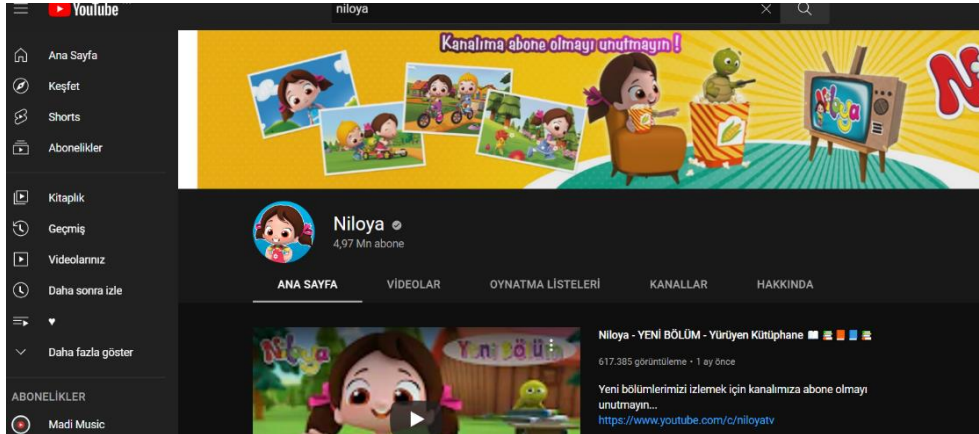 YouTube
niloya
Ana Sayfa
Keşfet
Shorts
Abonelikler
Kitaplık
Geçmiş
Videolarınız
Daha sonra izle
♥
Daha fazla göster
ABONELİKLER
Madi Music
Kanalıma abone olmayı unutmayın !
Niloya
Niloya
4,97 Mn abone
ANA SAYFA
VİDEOLAR
OYNATMA LİSTELERİ
KANALLAR
HAKKINDA
Niloya
Yeni Bölüm
Niloya - YENİ BÖLÜM - Yürüyen Kütüphane
617.385 görüntüleme • 1 ay önce
Yeni bölümlerimizi izlemek için kanalımıza abone olmayı
unutmayın...
https://www.youtube.com/c/niloyatv